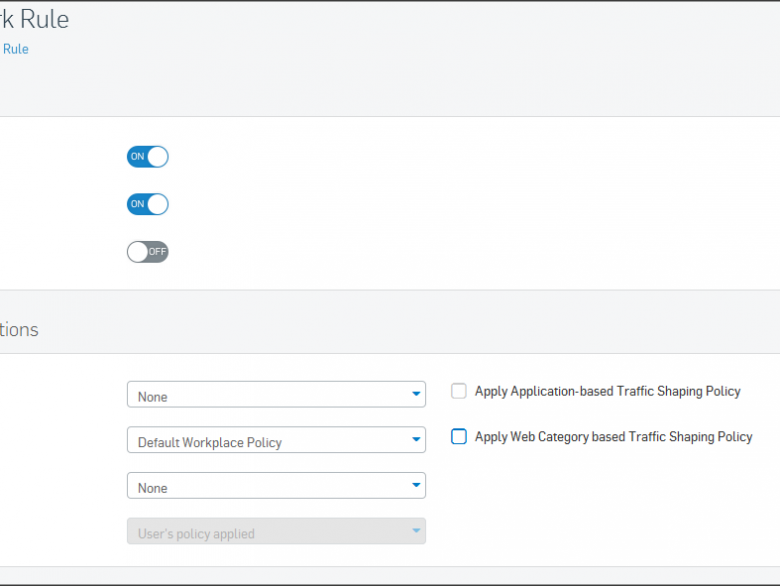 rk Rule
Rule
ON
ON
OFF
tions
None
Apply Application-based Traffic Shaping Policy
Default Workplace Policy
Apply Web Category based Traffic Shaping Policy
None
User's policy applied